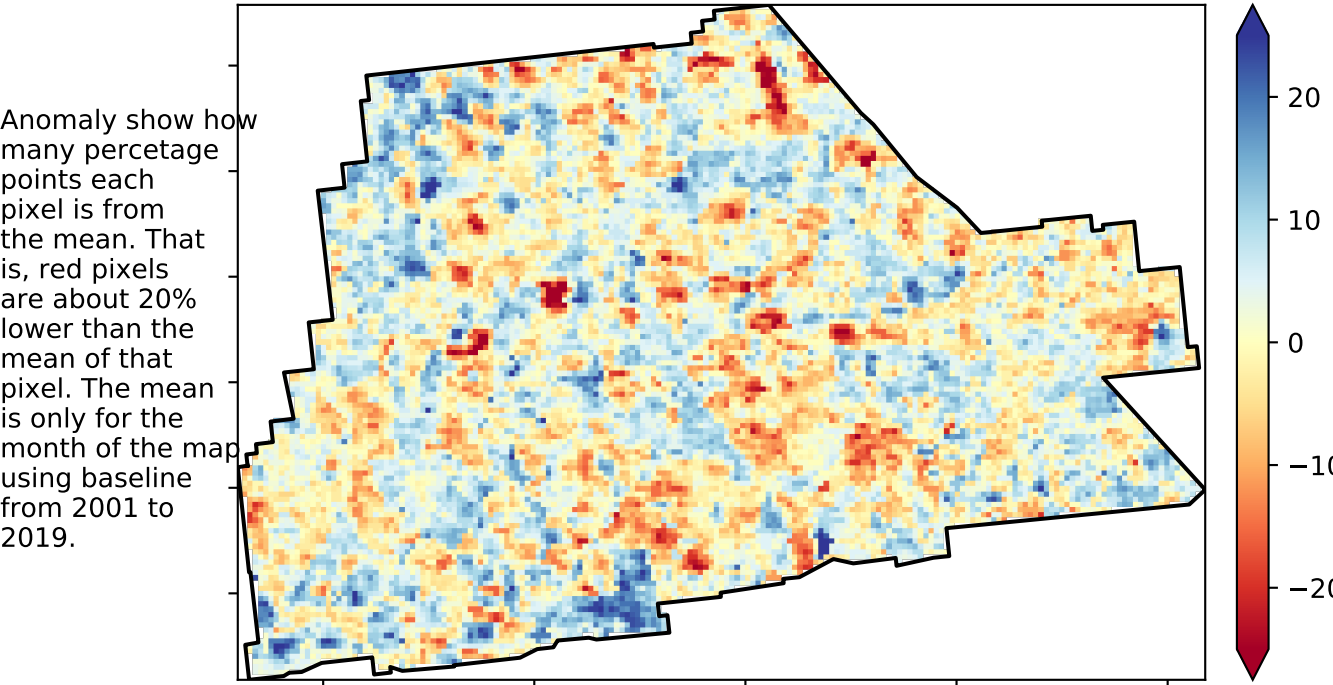 Anomaly show how
many percetage
points each
pixel is from
the mean. That
is, red pixels
are about 20%
lower than the
mean of that
pixel. The mean
is only for the
month of the map
using baseline
from 2001 to
2019.
20
10
0
−10
−20